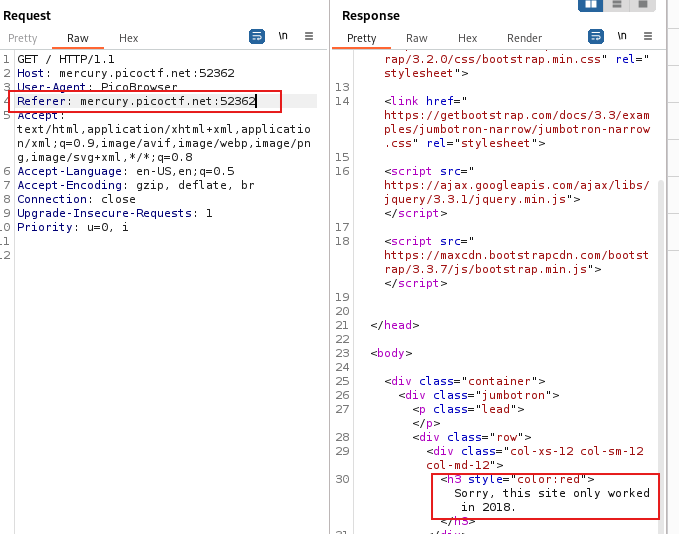 Request
Pretty Raw Hex
\n
1 GET / HTTP/1.1
2 Host: mercury.picoctf.net:52362
3 User-Agent: PicoBrowser
4 Referer: mercury.picoctf.net:52362
5 Accept:
text/html,application/xhtml+xml,applicatio
n/xml;q=0.9,image/avif,image/webp,image/pn
g,image/svg+xml,*/*;q=0.8
6 Accept-Language: en-US,en;q=0.5
7 Accept-Encoding: gzip, deflate, br
8 Connection: close
9 Upgrade-Insecure-Requests: 1
10 Priority: u=0, i
11
12
Response
Pretty Raw Hex Render
\n
rap/3.2.0/css/bootstrap.min.css" rel="
stylesheet">
13
14 <link href="
https://getbootstrap.com/docs/3.3/exam
ples/jumbotron-narrow/jumbotron-narrow
.css" rel="stylesheet">
15
16 <script src="
https://ajax.googleapis.com/ajax/libs/
jquery/3.3.1/jquery.min.js">
</script>
17
18 <script src="
https://maxcdn.bootstrapcdn.com/bootst
rap/3.3.7/js/bootstrap.min.js">
</script>
19
20
21 </head>
22
23 <body>
24
25 <div class="container">
26 <div class="jumbotron">
27 <p class="lead">
</p>
28 <div class="row">
29 <div class="col-xs-12 col-sm-12
col-md-12">
30 <h3 style="color:red">
Sorry, this site only worked
in 2018.
</h3>
31 </div>